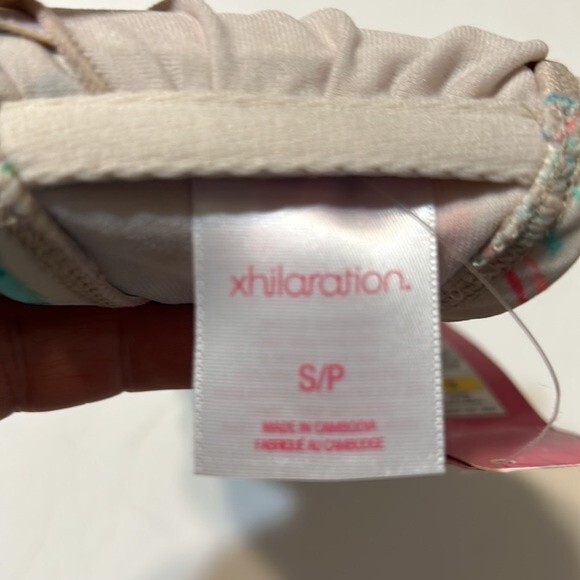 xhilaration.
S/P
MADE IN CAMBODIA
FABRIQUÉ AU CAMBODGE